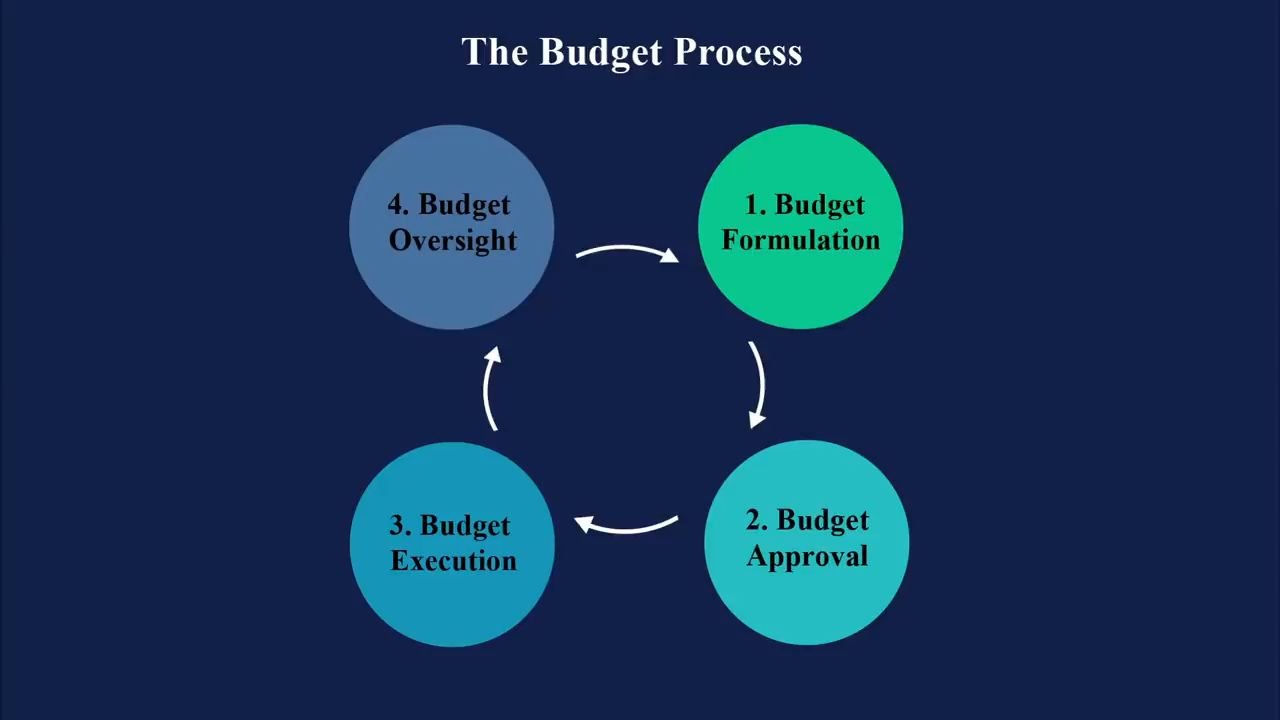 The Budget Process
4. Budget
Oversight
1. Budget
Formulation
3. Budget
Execution
2. Budget
Approval